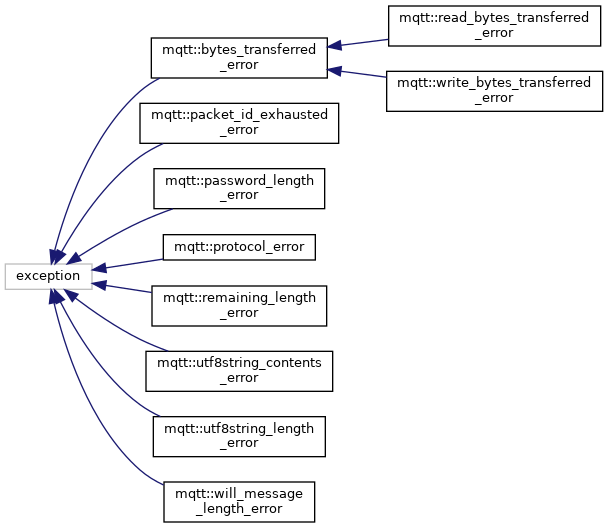 mqtt::read_bytes_transferred
_error
mqtt::bytes_transferred
_error
mqtt::write_bytes_transferred
_error
mqtt::packet_id_exhausted
_error
mqtt::password_length
_error
mqtt::protocol_error
exception
mqtt::remaining_length
_error
mqtt::utf8string_contents
_error
mqtt::utf8string_length
_error
mqtt::will_message
_length_error